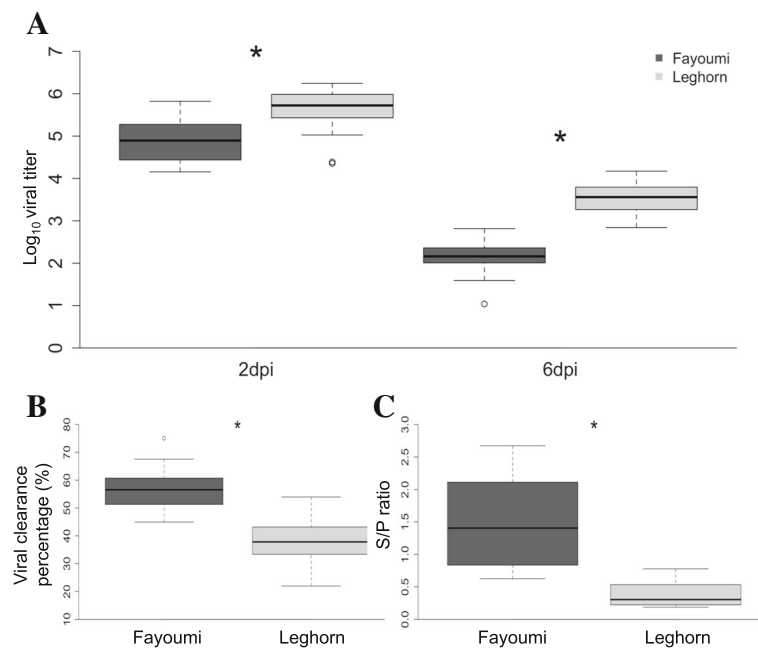 A
*
*
Fayoumi
Leghorn
Log₁₀ viral titer
7
6
5
4
3
2
1
0
2dpi
6dpi
B
*
Viral clearance
percentage (%)
80
70
60
50
40
30
20
10
Fayoumi
Leghorn
C
*
S/P ratio
3.0
2.5
2.0
1.5
1.0
0.5
0.0
Fayoumi
Leghorn